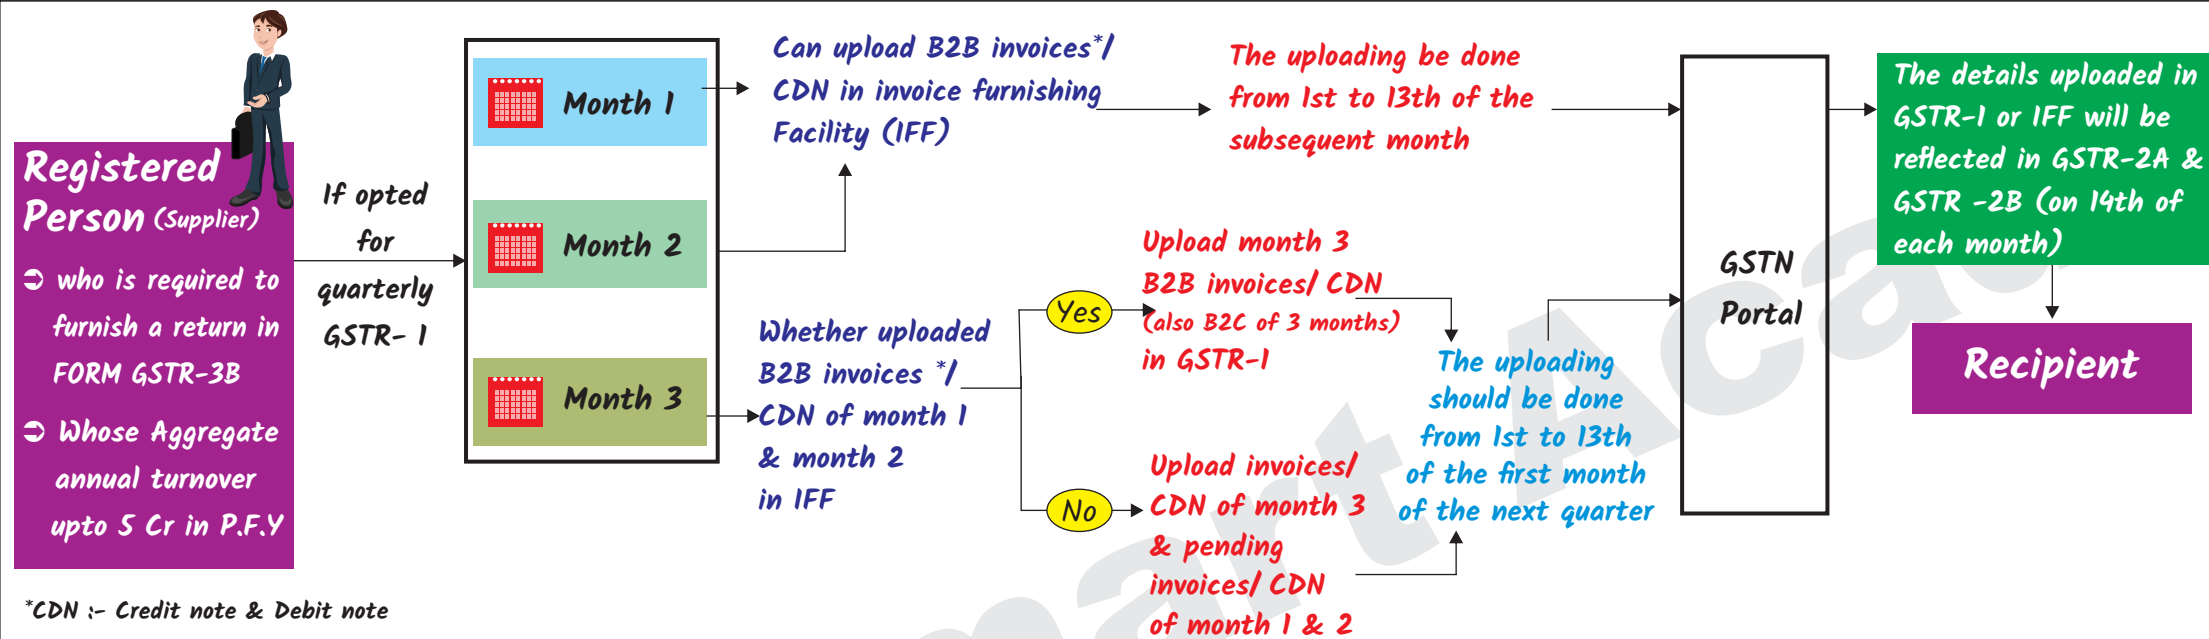 Registered
Person (Supplier)
➲ who is required to
furnish a return in
FORM GSTR-3B
➲ Whose Aggregate
annual turnover
upto 5 Cr in P.F.Y
*CDN :- Credit note & Debit note
If opted
for
quarterly
GSTR- 1
Month 1
Month 2
Month 3
Can upload B2B invoices*/
CDN in invoice furnishing
Facility (IFF)
The uploading be done
from 1st to 13th of the
subsequent month
Whether uploaded
B2B invoices */
CDN of month 1
& month 2
in IFF
Yes
Upload month 3
B2B invoices/ CDN
(also B2C of 3 months)
in GSTR-1
No
Upload invoices/
CDN of month 3
& pending
invoices/ CDN
of month 1 & 2
The uploading
should be done
from 1st to 13th
of the first month
of the next quarter
GSTN
Portal
The details uploaded in
GSTR-1 or IFF will be
reflected in GSTR-2A &
GSTR -2B (on 14th of
each month)
Recipient